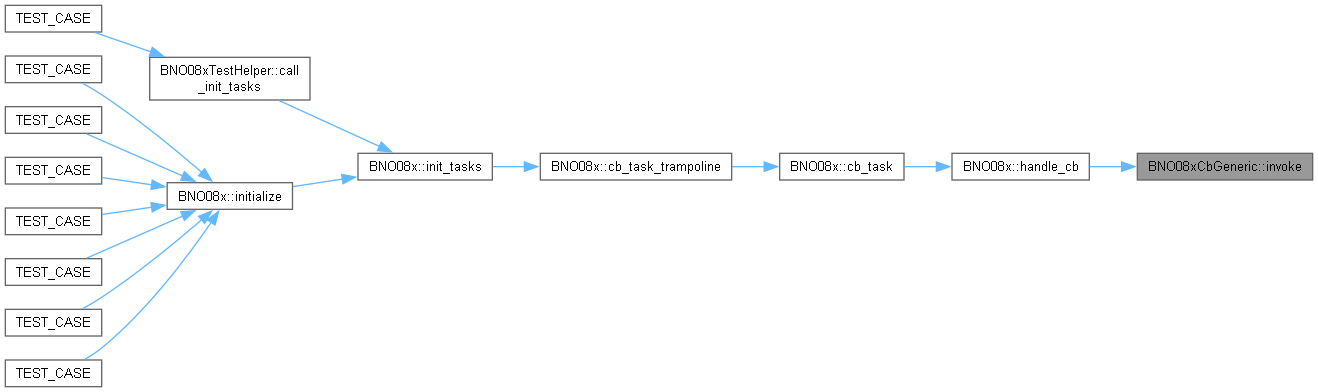 TEST_CASE
BNO08xTestHelper::call
_init_tasks
TEST_CASE
TEST_CASE
TEST_CASE
TEST_CASE
TEST_CASE
TEST_CASE
TEST_CASE
BNO08x::initialize
BNO08x::init_tasks
BNO08x::cb_task_trampoline
BNO08x::cb_task
BNO08x::handle_cb
BNO08xCbGeneric::invoke